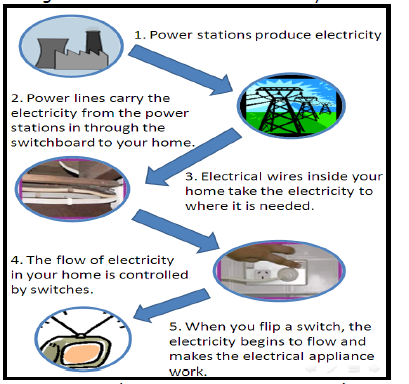 1. Power stations produce electricity
2. Power lines carry the
electricity from the power
stations in through the
switchboard to your home.
3. Electrical wires inside your
home take the electricity to
where it is needed.
4. The flow of electricity
in your home is controlled
by switches.
5. When you flip a switch, the
electricity begins to flow and
makes the electrical appliance
work.